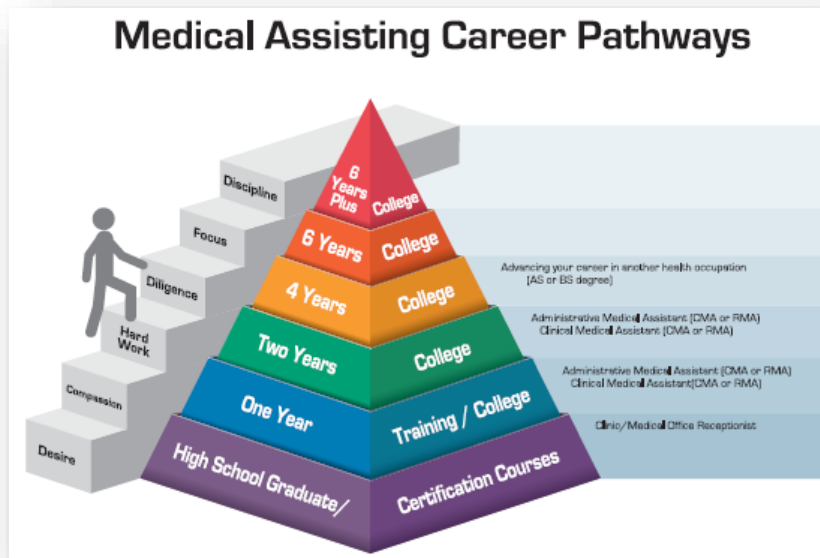 Medical Assisting Career Pathways
Discipline
Focus
Diligence
Hard
Work
Compassion
Desire
6
Years
Plus
College
6 Years
College
4 Years
College
Two Years
College
One Year
Training / College
High School Graduate/
Certification Courses
Advancing your career in another health occupation
(AS or BS degree)
Administrative Medical Assistant (CMA or RMA)
Clinical Medical Assistant (CMA or RMA)
Administrative Medical Assistant (CMA or RMA)
Clinical Medical Assistant(CMA or RMA)
Clinic/Medical Office Receptionist